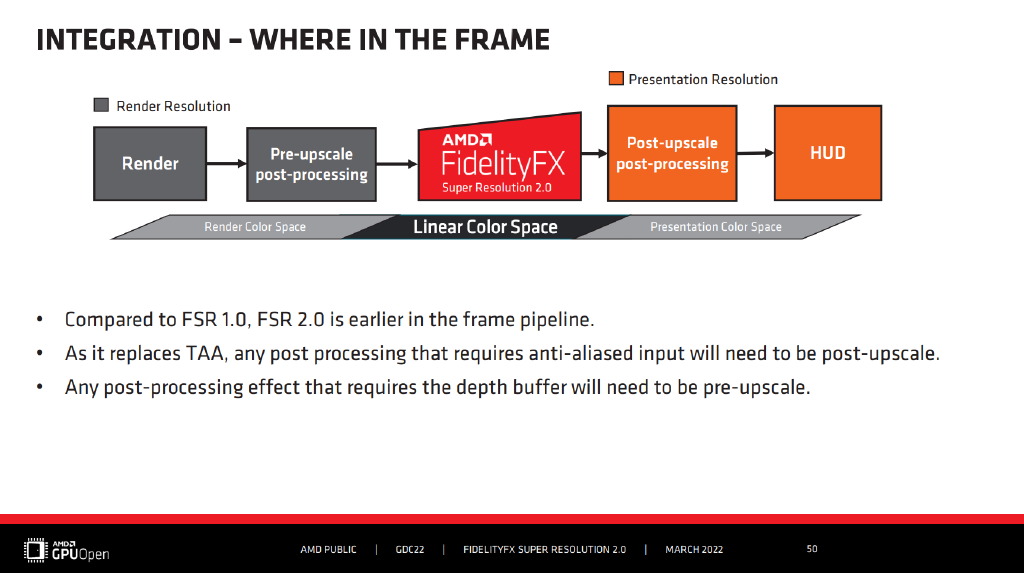 INTEGRATION – WHERE IN THE FRAME
Presentation Resolution
Render Resolution
Render
Pre-upscale
post-processing
AMD
FidelityFX
Super Resolution 2.0
Post-upscale
post-processing
HUD
Render Color Space
Linear Color Space
Presentation Color Space
• Compared to FSR 1.0, FSR 2.0 is earlier in the frame pipeline.
• As it replaces TAA, any post processing that requires anti-aliased input will need to be post-upscale.
• Any post-processing effect that requires the depth buffer will need to be pre-upscale.
AMD
GPUOpen
AMD PUBLIC | GDC22 | FIDELITYFX SUPER RESOLUTION 2.0 | MARCH 2022 50